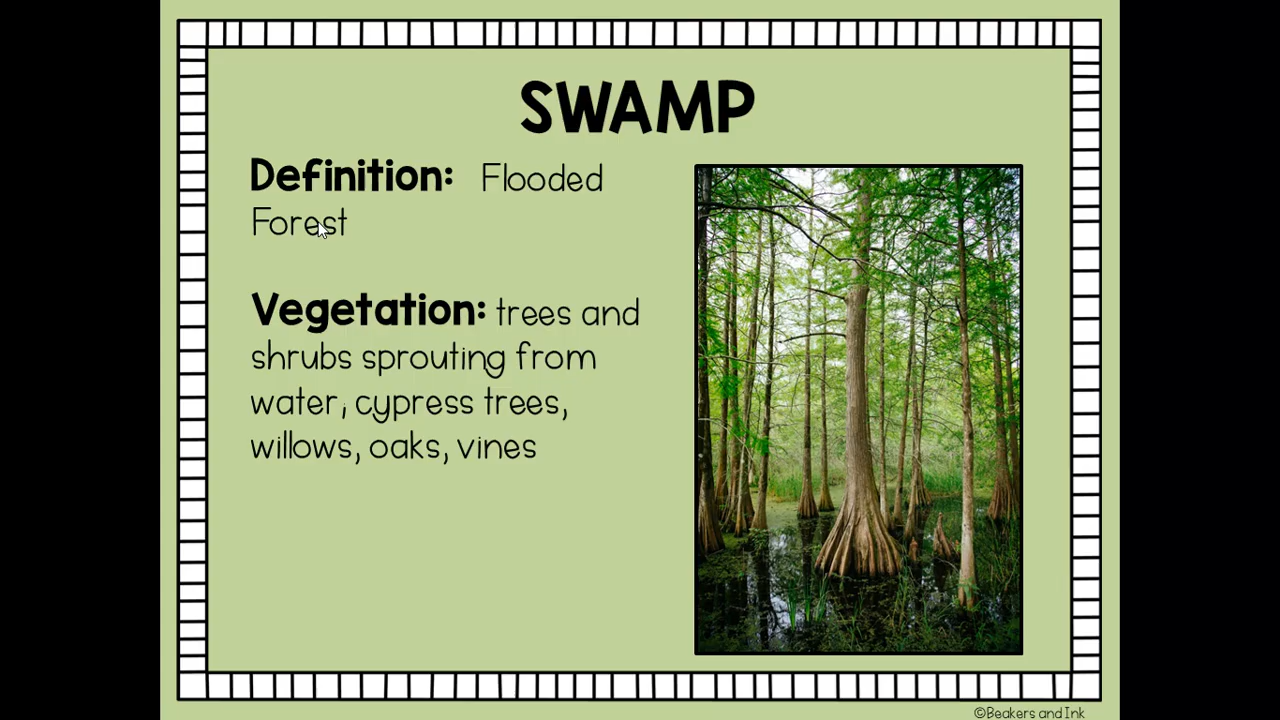 SWAMP
Definition: Flooded
Forest
Vegetation: trees and
shrubs sprouting from
water, cypress trees,
willows, oaks, vines
©Beakers and Ink